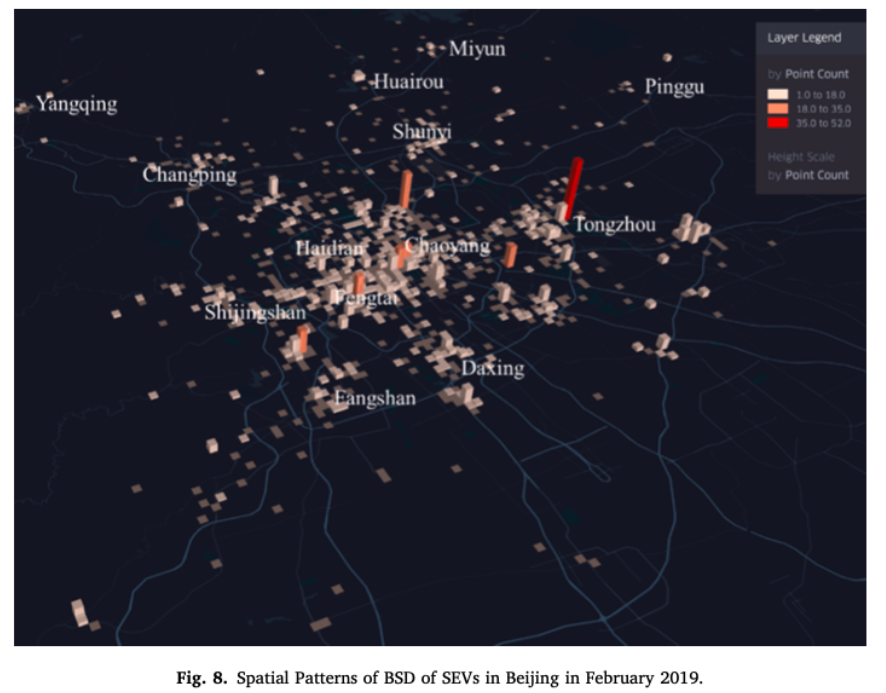 Miyun
Layer Legend
Huairou
by Point Count
Pinggu
Yangqing
1.0 to 18.0
18.0 to 35.0
35.0 to 52.0
Shunyi
Height Scale
by Point Count
Changping
Tongzhou
Haidian
Chaoyang
Fengtai
Shijingshan
Daxing
Fangshan
Fig. 8. Spatial Patterns of BSD of SEVs in Beijing in February 2019.